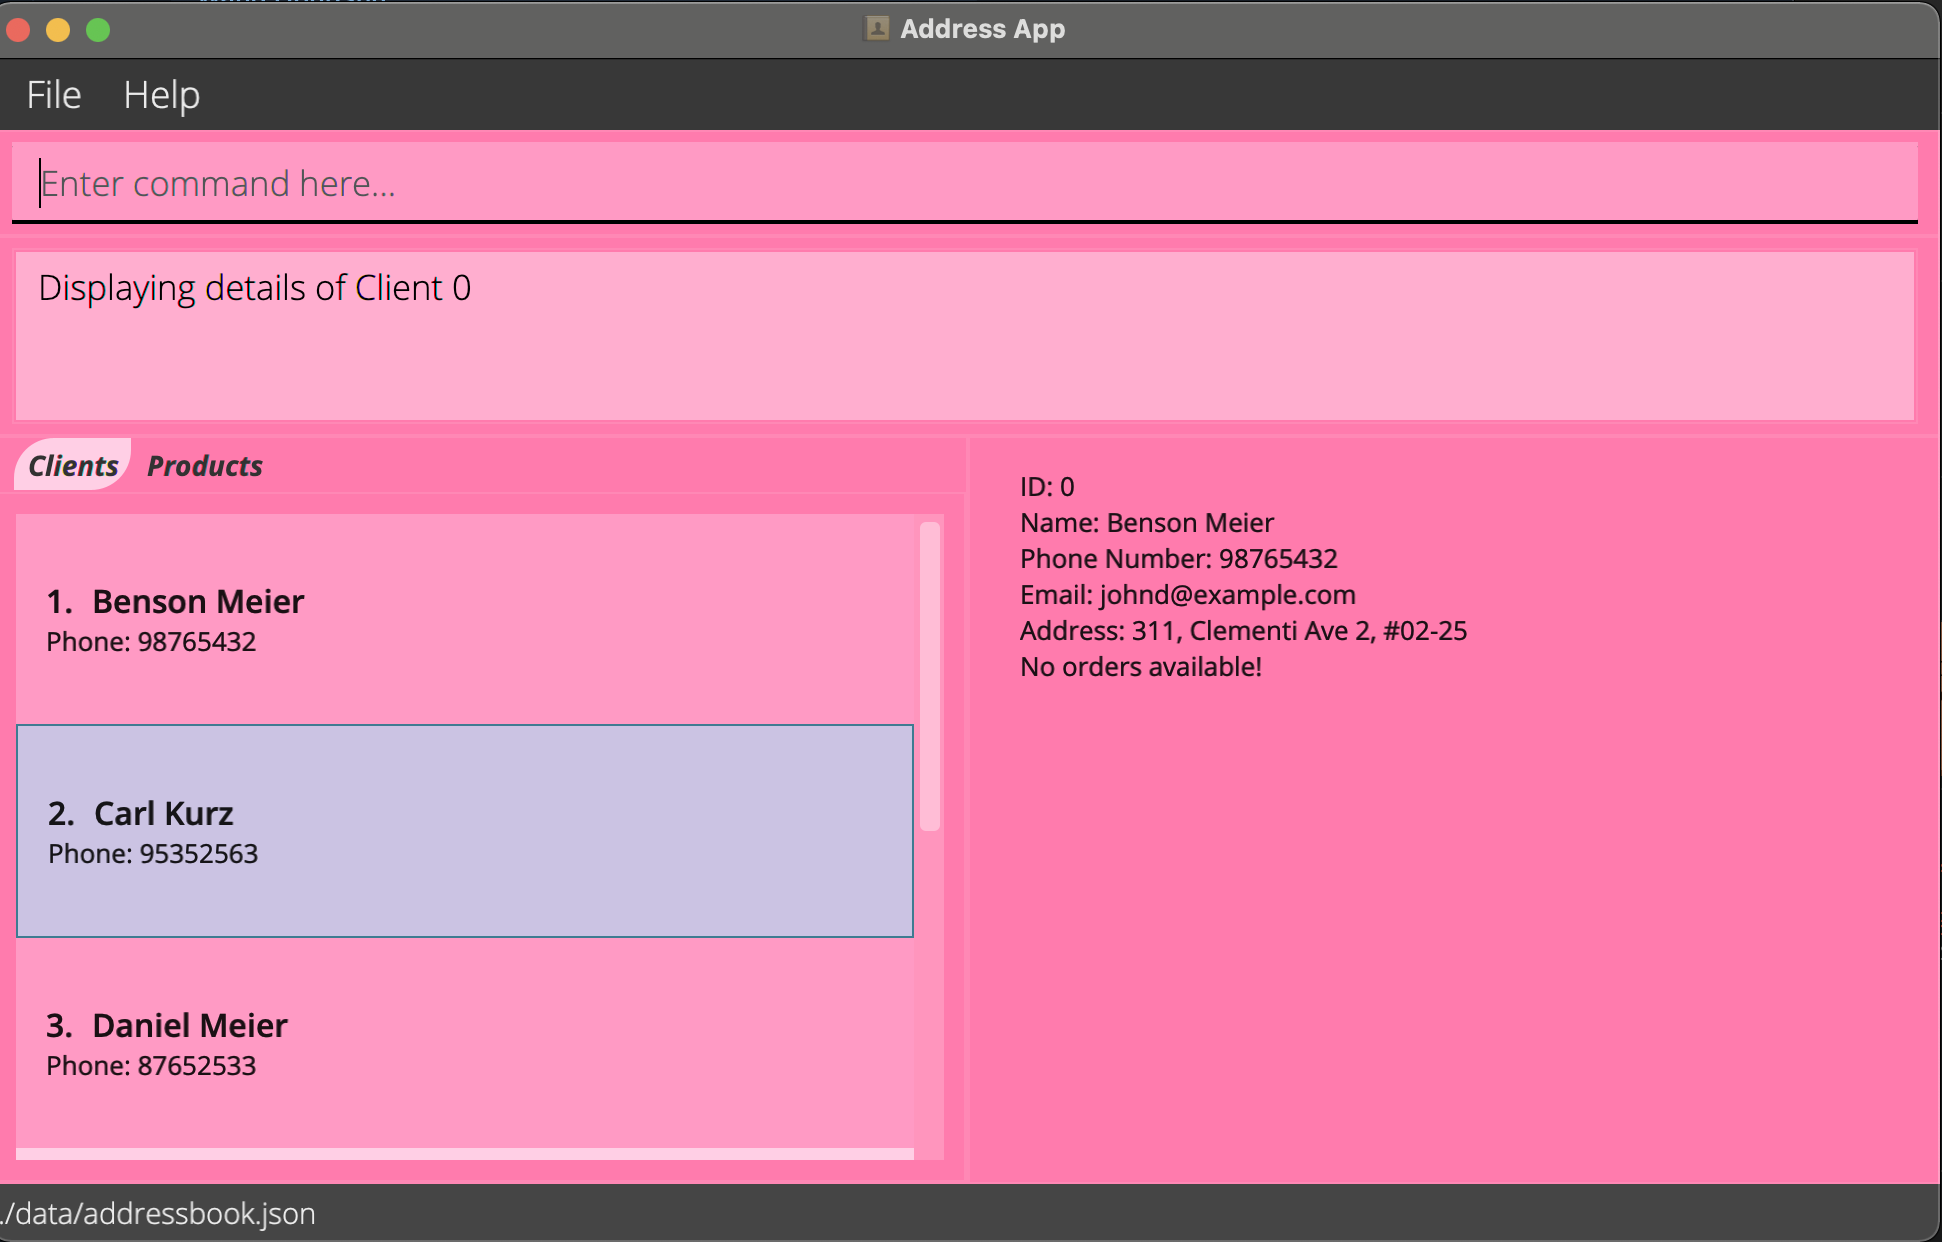 Address App
File Help
Enter command here...
Displaying details of Client 0
Clients Products
1. Benson Meier
Phone: 98765432
2. Carl Kurz
Phone: 95352563
3. Daniel Meier
Phone: 87652533
ID: 0
Name: Benson Meier
Phone Number: 98765432
Email: johnd@example.com
Address: 311, Clementi Ave 2, #02-25
No orders available!
./data/addressbook.json